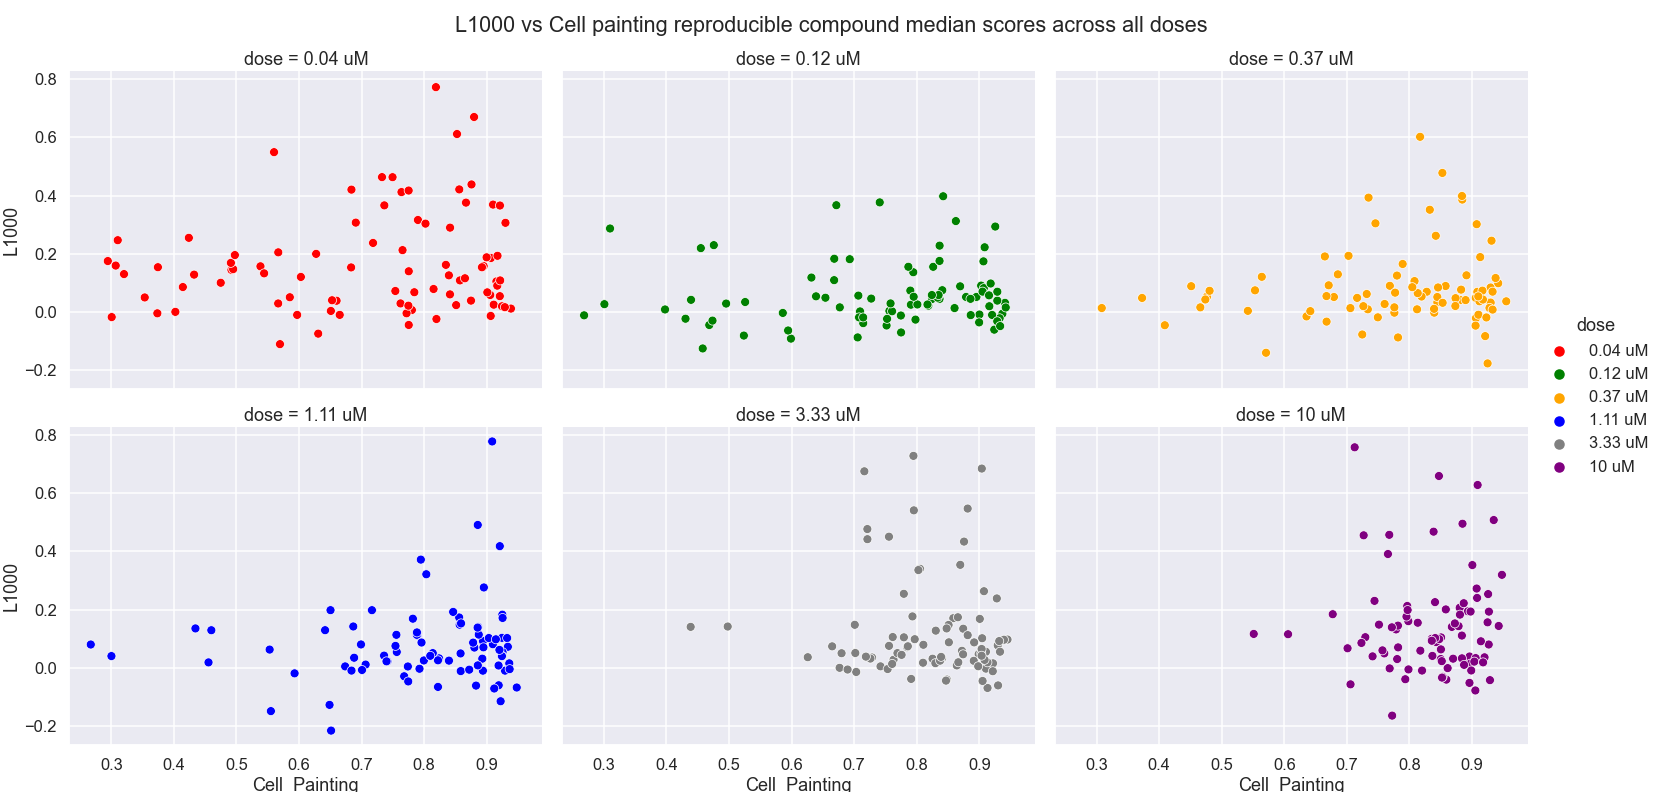 L1000 vs Cell painting reproducible compound median scores across all doses
dose = 0.04 uM
dose = 0.12 uM
dose = 0.37 uM
0.8
0.6
0.4
0.2
0.0
−0.2
L1000
dose = 1.11 uM
dose = 3.33 uM
dose = 10 uM
0.8
0.6
0.4
0.2
0.0
−0.2
L1000
0.3 0.4 0.5 0.6 0.7 0.8 0.9
0.3 0.4 0.5 0.6 0.7 0.8 0.9
0.3 0.4 0.5 0.6 0.7 0.8 0.9
Cell_Painting
Cell_Painting
Cell_Painting
dose
0.04 uM
0.12 uM
0.37 uM
1.11 uM
3.33 uM
10 uM